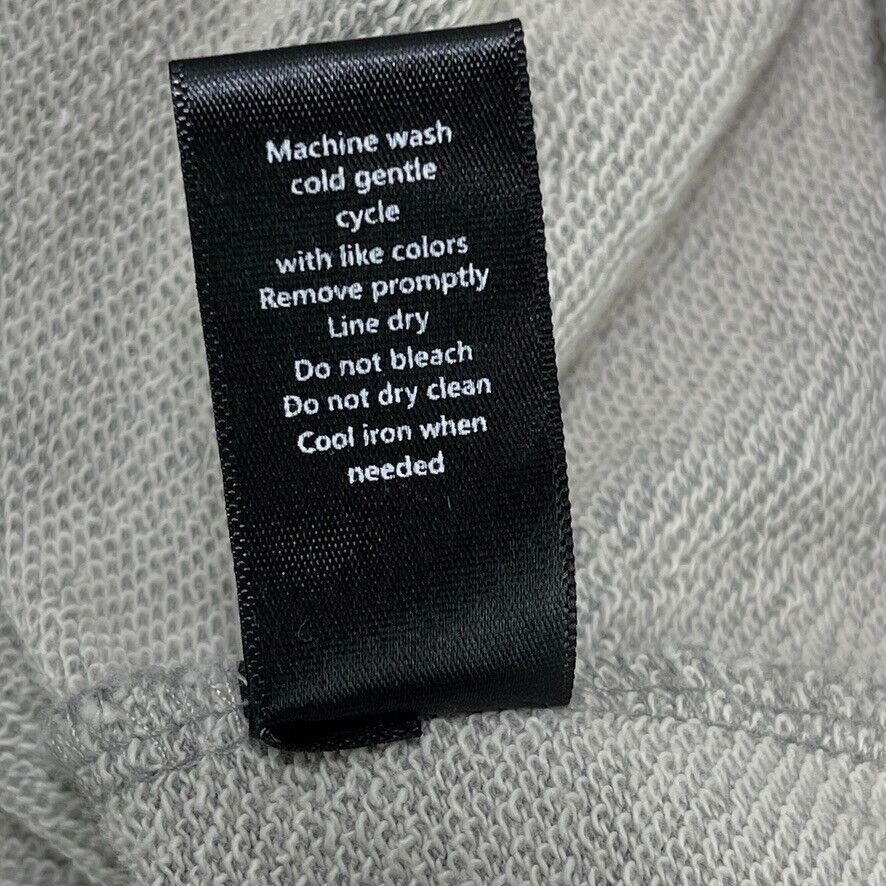 Machine wash
cold gentle
cycle
with like colors
Remove promptly
Line dry
Do not bleach
Do not dry clean
Cool iron when
needed